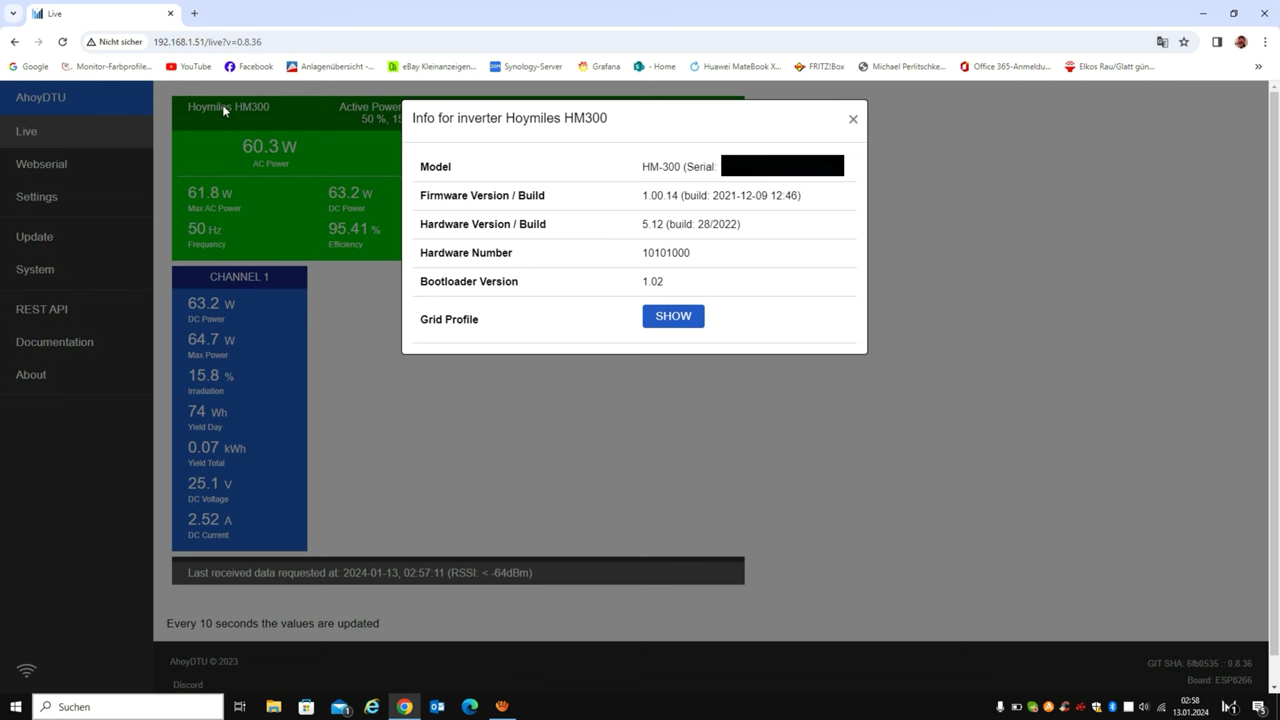 Live
Nicht sicher 192.168.1.51/live?v=0.8.36
Google Monitor-Farbprofile... YouTube Facebook Anlagenübersicht -... eBay Kleinanzeigen... Synology-Server Grafana - Home Huawei MateBook X... FRITZ!Box Michael Perlitschke... Office 365-Anmeldu... Elkos Rau/Glatt gün... »
AhoyDTU
Live
Webserial
Settings
Update
System
REST API
Documentation
About
Hoymiles HM300 Active Power
50 %, 15
60.3 W
AC Power
61.8 W 63.2 W
Max AC Power DC Power
50 Hz 95.41 %
Frequency Efficiency
CHANNEL 1
63.2 W
DC Power
64.7 W
Max Power
15.8 %
Irradiation
74 Wh
Yield Day
0.07 kWh
Yield Total
25.1 V
DC Voltage
2.52 A
DC Current
Info for inverter Hoymiles HM300 ×
Model HM-300 (Serial:
Firmware Version / Build 1.00.14 (build: 2021-12-09 12:46)
Hardware Version / Build 5.12 (build: 28/2022)
Hardware Number 10101000
Bootloader Version 1.02
Grid Profile SHOW
Last received data requested at: 2024-01-13, 02:57:11 (RSSI: < -64dBm)
Every 10 seconds the values are updated
AhoyDTU © 2023
Discord
GIT SHA: 6fb0535 :: 0.8.36
Board: ESP8266
Suchen
02:58
13.01.2024